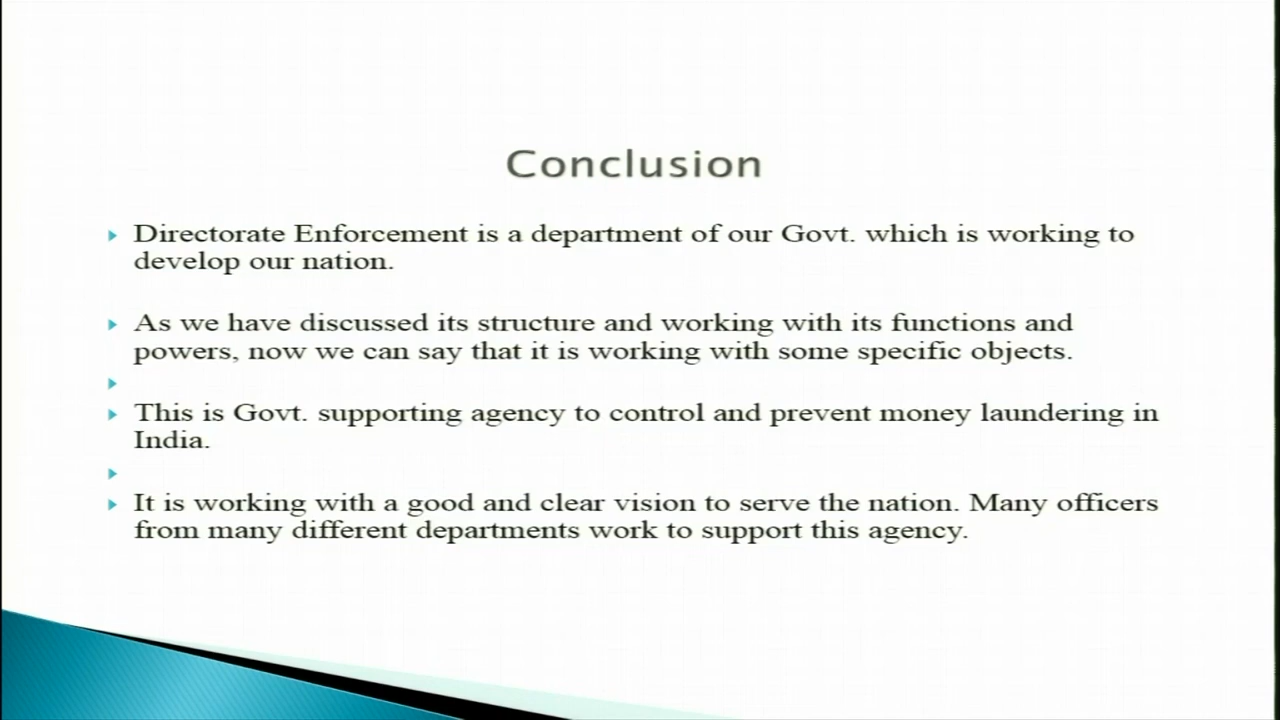 Conclusion
Directorate Enforcement is a department of our Govt. which is working to
develop our nation.
As we have discussed its structure and working with its functions and
powers, now we can say that it is working with some specific objects.
This is Govt. supporting agency to control and prevent money laundering in
India.
It is working with a good and clear vision to serve the nation. Many officers
from many different departments work to support this agency.